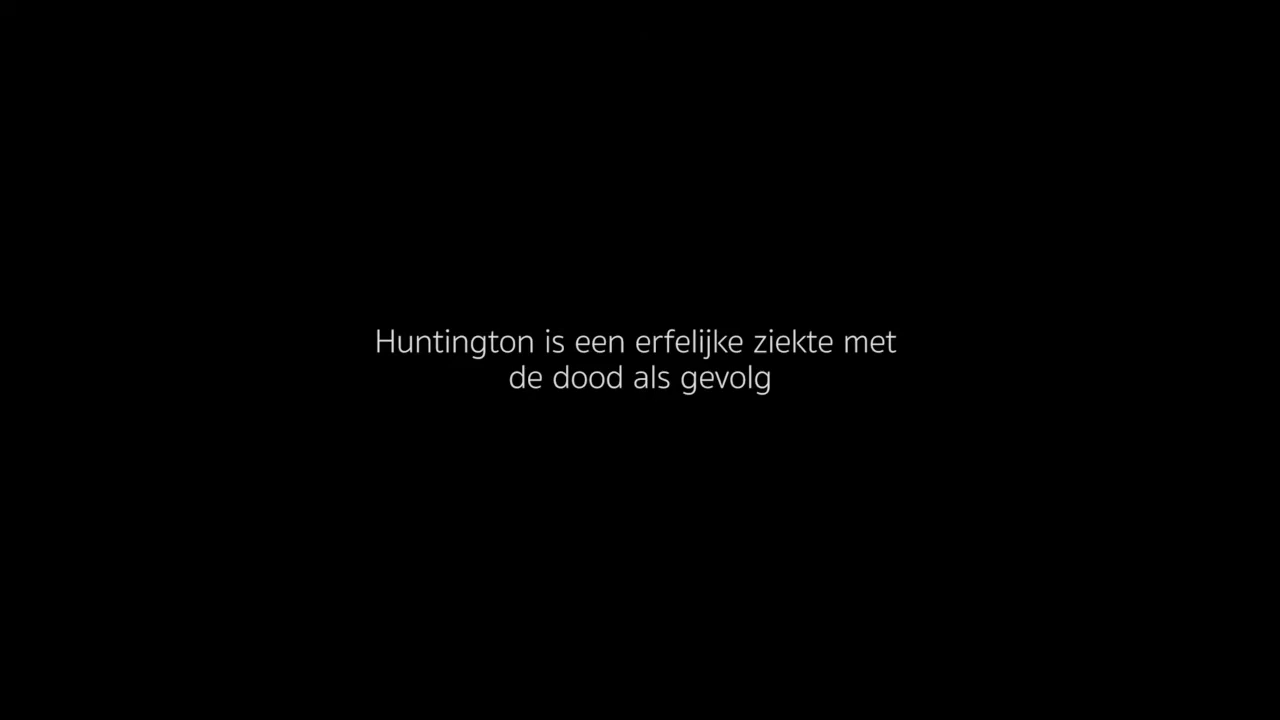 Huntington is een erfelijke ziekte met
de dood als gevolg